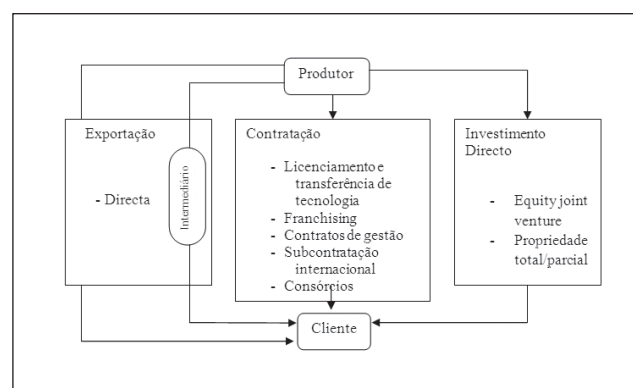 Produtor
Exportação
- Directa
Intermediário
Contratação
- Licenciamento e
transferência de
tecnologia
- Franchising
- Contratos de gestão
- Subcontratação
internacional
- Consórcios
Investimento
Directo
- Equity joint
venture
- Propriedade
total/parcial
Cliente